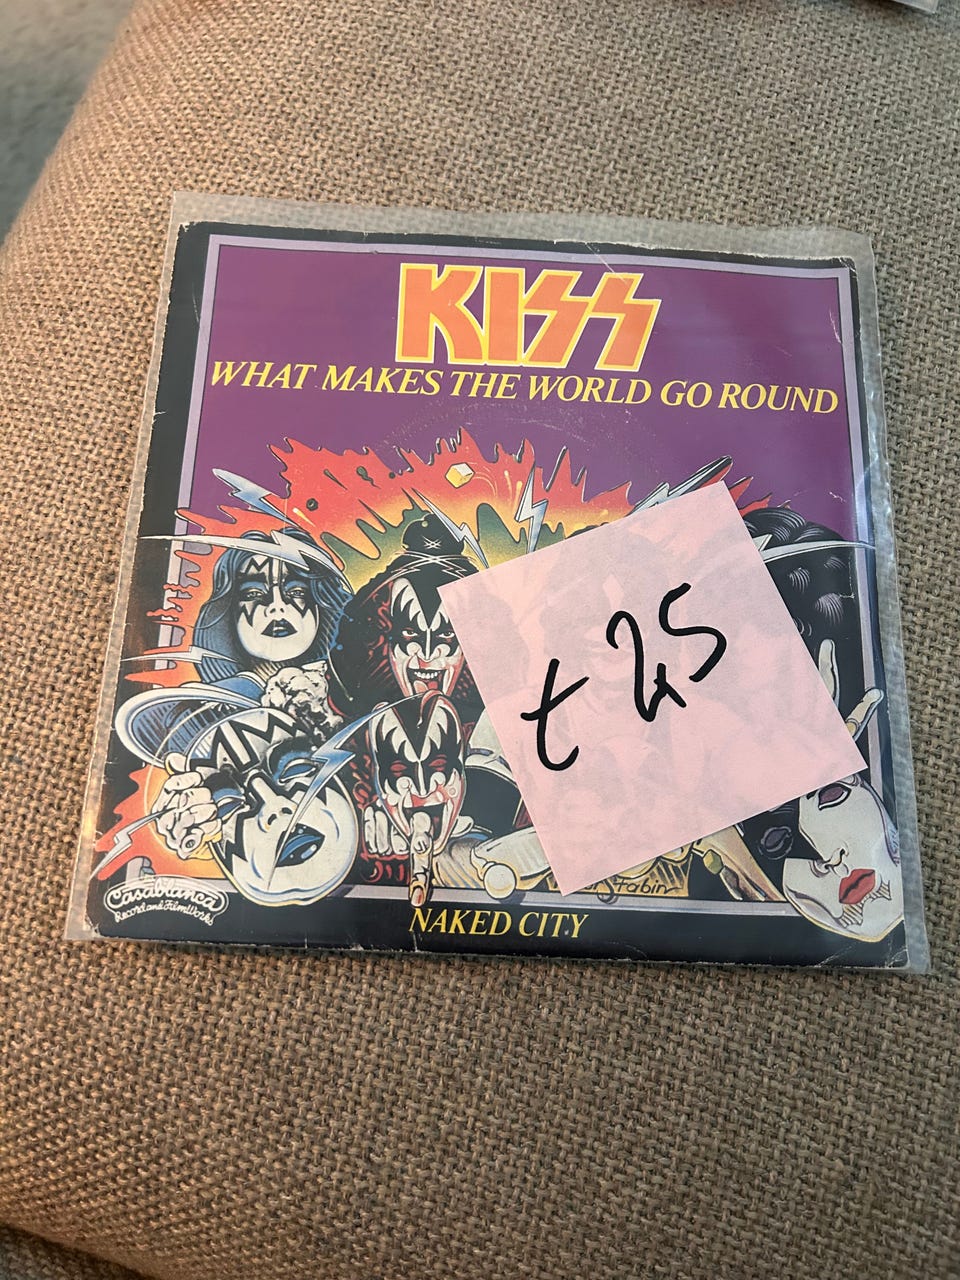 KISS
WHAT MAKES THE WORLD GO ROUND
£25
Casablanca
Record and FilmWorks
NAKED CITY